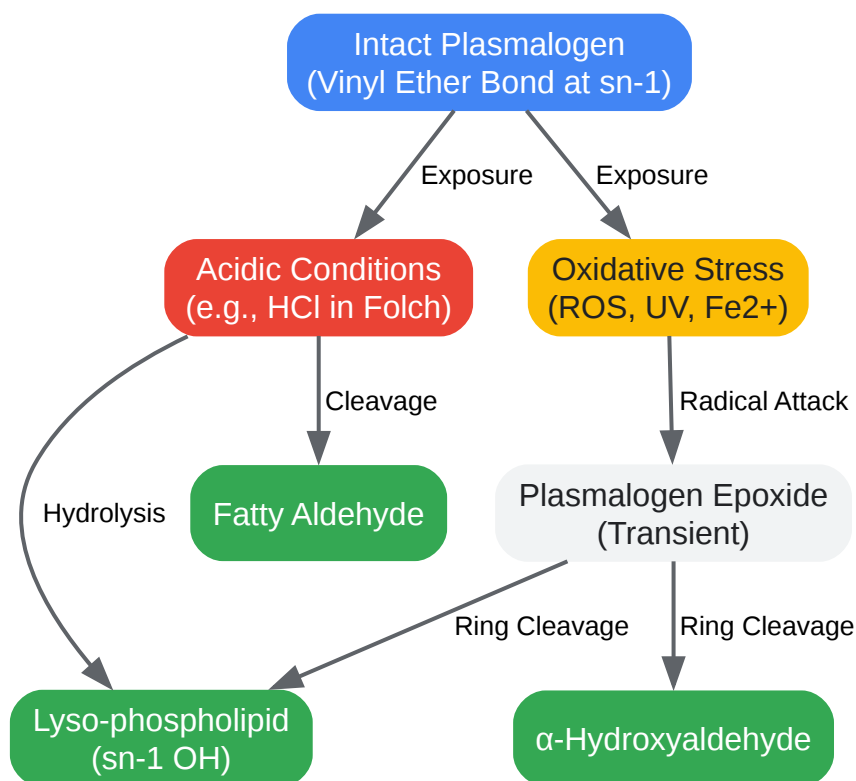 Intact Plasmalogen
(Vinyl Ether Bond at sn-1)
Exposure
Exposure
Acidic Conditions
(e.g., HCl in Folch)
Oxidative Stress
(ROS, UV, Fe2+)
Cleavage
Radical Attack
Hydrolysis
Fatty Aldehyde
Plasmalogen Epoxide
(Transient)
Ring Cleavage
Ring Cleavage
Lyso-phospholipid
(sn-1 OH)
α-Hydroxyaldehyde